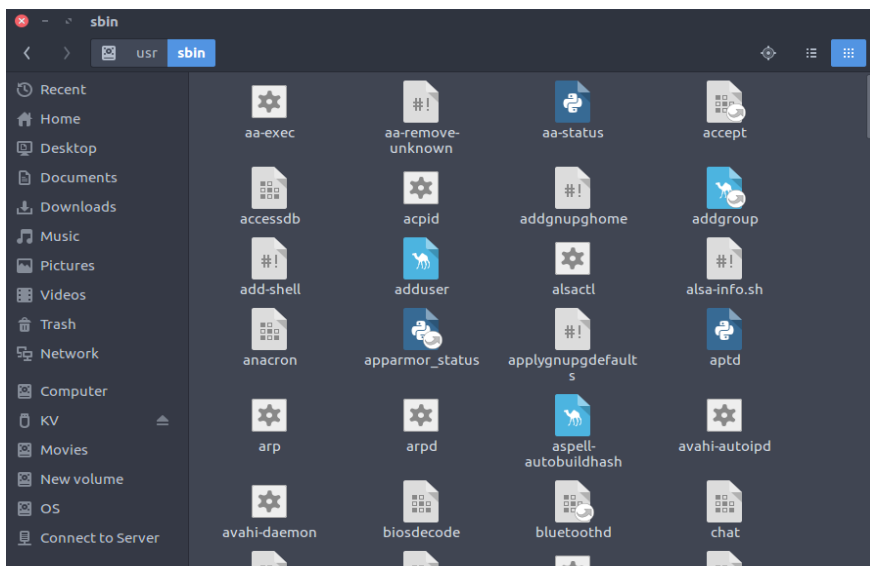 sbin
usr sbin
Recent
Home
Desktop
Documents
Downloads
Music
Pictures
Videos
Trash
Network
Computer
KV
Movies
New volume
OS
Connect to Server
aa-exec
#!
aa-remove-
unknown
aa-status
accept
accessdb
acpid
#!
addgnupghome
addgroup
#!
add-shell
adduser
alsactl
#!
alsa-info.sh
anacron
apparmor_status
#!
applygnupgdefault
s
aptd
arp
arpd
aspell-
autobuildhash
avahi-autoipd
avahi-daemon
biosdecode
bluetoothd
chat